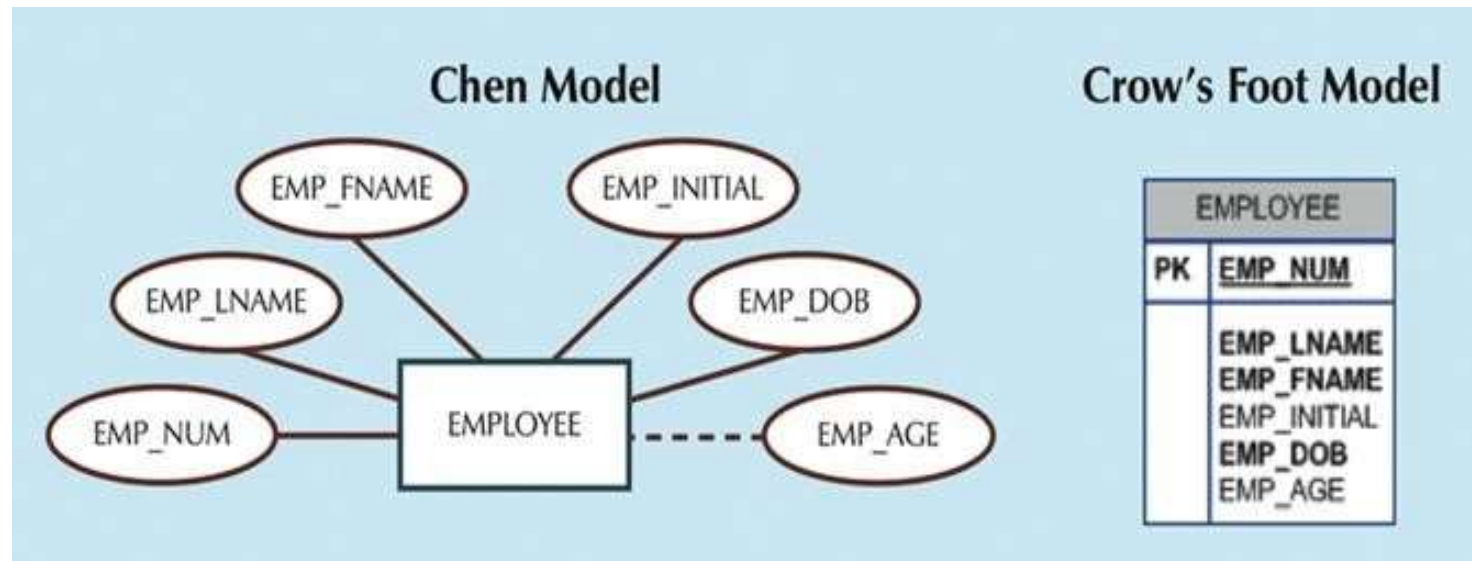 Chen Model
EMP_FNAME
EMP_INITIAL
EMP_LNAME
EMP_DOB
EMP_NUM
EMPLOYEE
EMP_AGE
Crow's Foot Model
EMPLOYEE
PK EMP_NUM
EMP_LNAME
EMP_FNAME
EMP_INITIAL
EMP_DOB
EMP_AGE